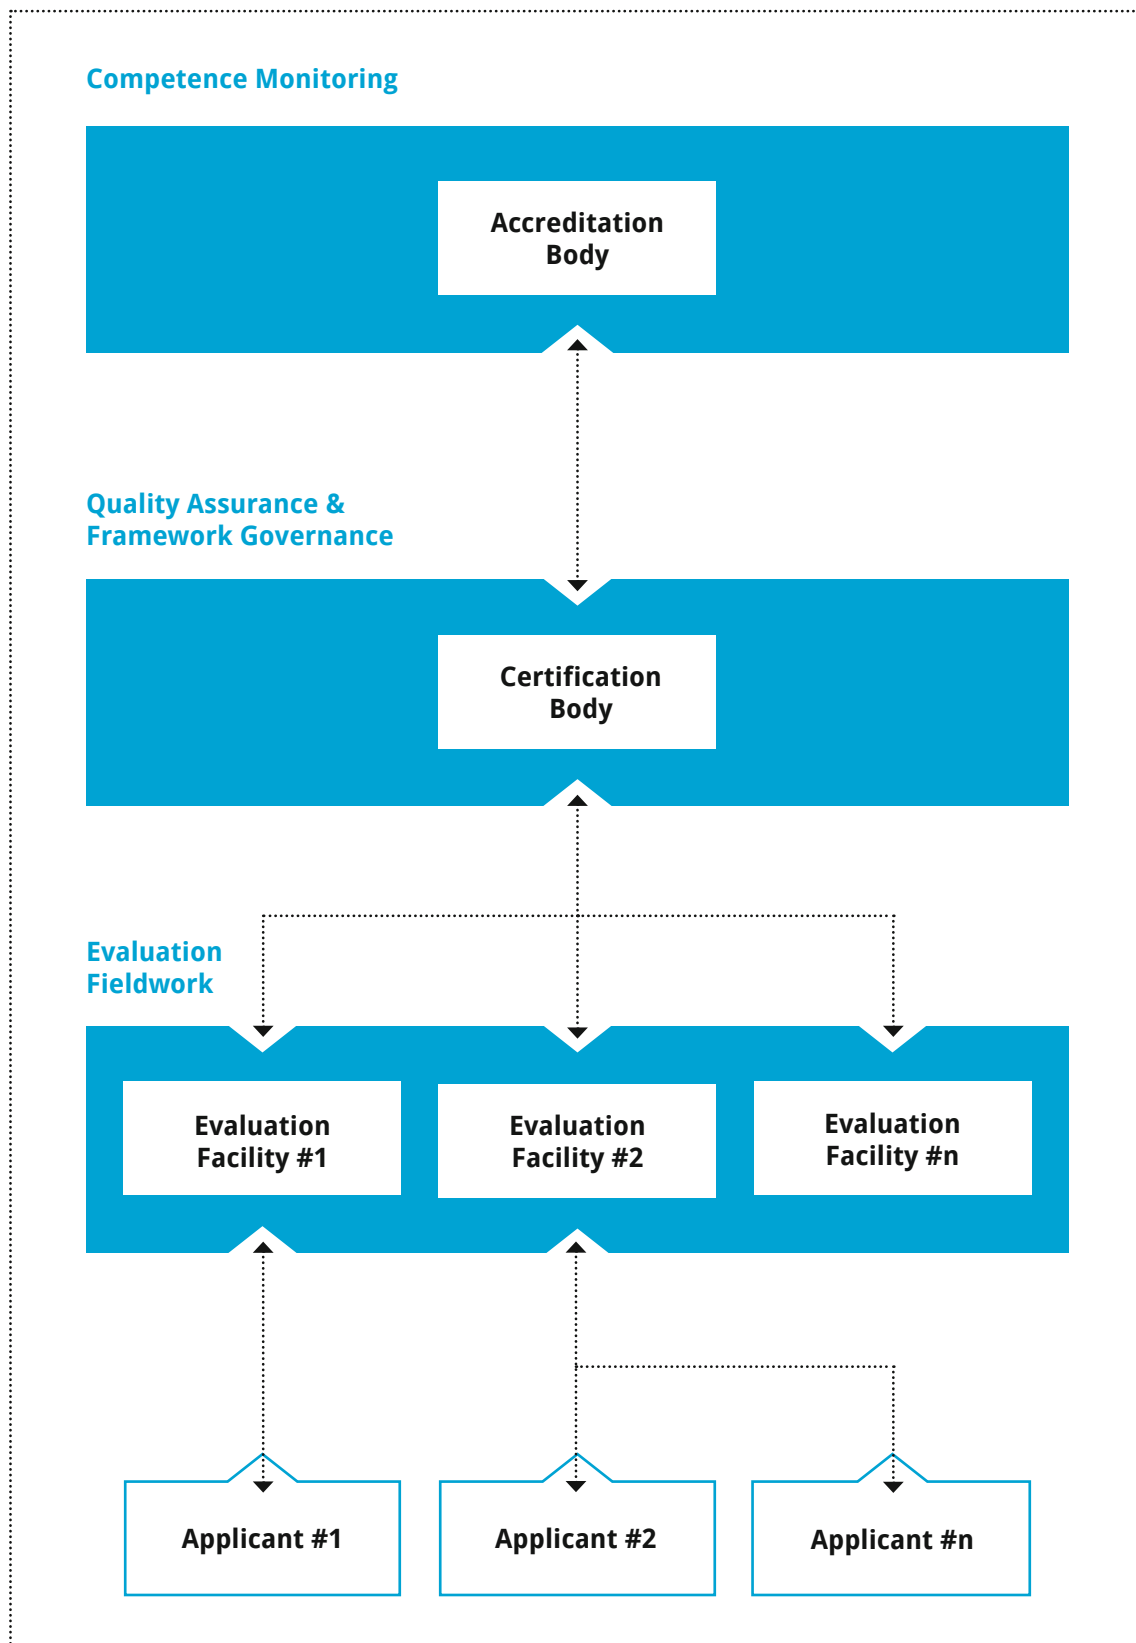 Competence Monitoring
Accreditation
Body
Quality Assurance &
Framework Governance
Certification
Body
Evaluation
Fieldwork
Evaluation
Facility #1
Evaluation
Facility #2
Evaluation
Facility #n
Applicant #1
Applicant #2
Applicant #n